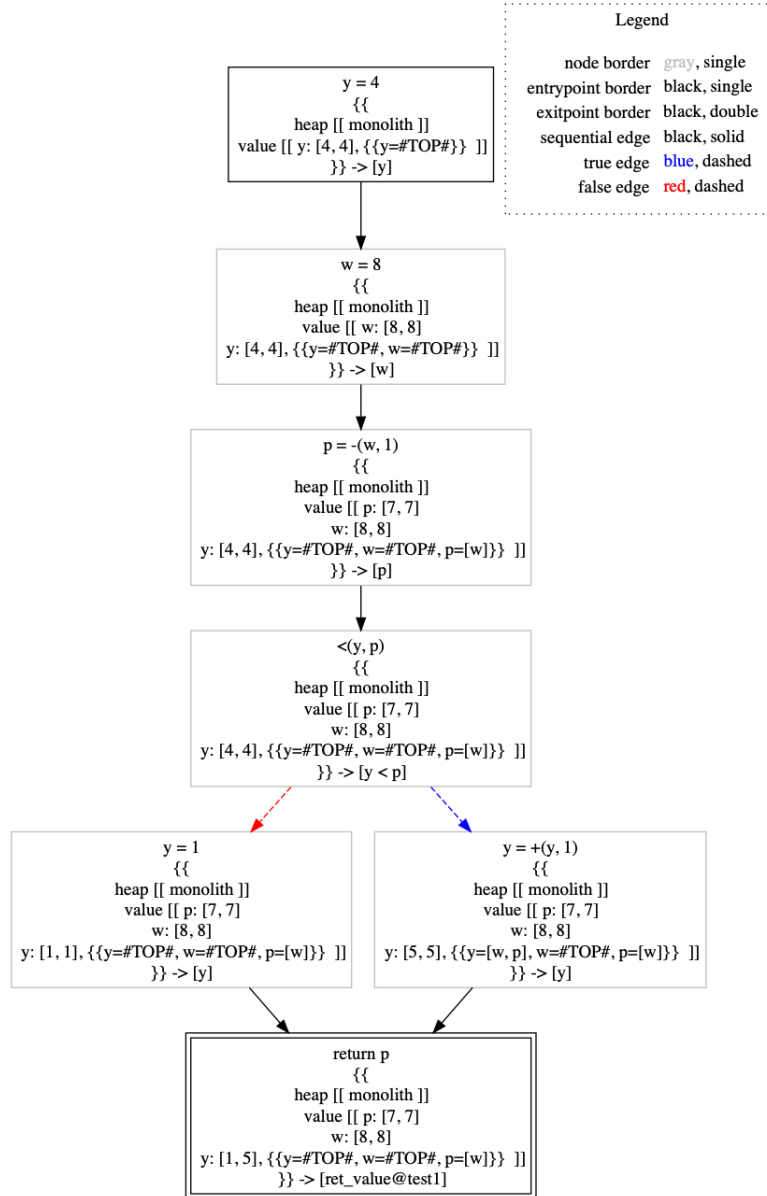 Legend
node border gray, single
entrypoint border black, single
exitpoint border black, double
sequential edge black, solid
true edge blue, dashed
false edge red, dashed
y = 4
{{
heap [[ monolith ]]
value [[ y: [4, 4], {{y=#TOP#}} ]]
}} -> [y]
w = 8
{{
heap [[ monolith ]]
value [[ w: [8, 8]
y: [4, 4], {{y=#TOP#, w=#TOP#}} ]]
}} -> [w]
p = -(w, 1)
{{
heap [[ monolith ]]
value [[ p: [7, 7]
w: [8, 8]
y: [4, 4], {{y=#TOP#, w=#TOP#, p=[w]}} ]]
}} -> [p]
<(y, p)
{{
heap [[ monolith ]]
value [[ p: [7, 7]
w: [8, 8]
y: [4, 4], {{y=#TOP#, w=#TOP#, p=[w]}} ]]
}} -> [y < p]
y = 1
{{
heap [[ monolith ]]
value [[ p: [7, 7]
w: [8, 8]
y: [1, 1], {{y=#TOP#, w=#TOP#, p=[w]}} ]]
}} -> [y]
y = +(y, 1)
{{
heap [[ monolith ]]
value [[ p: [7, 7]
w: [8, 8]
y: [5, 5], {{y=[w, p], w=#TOP#, p=[w]}} ]]
}} -> [y]
return p
{{
heap [[ monolith ]]
value [[ p: [7, 7]
w: [8, 8]
y: [1, 5], {{y=#TOP#, w=#TOP#, p=[w]}} ]]
}} -> [ret_value@test1]